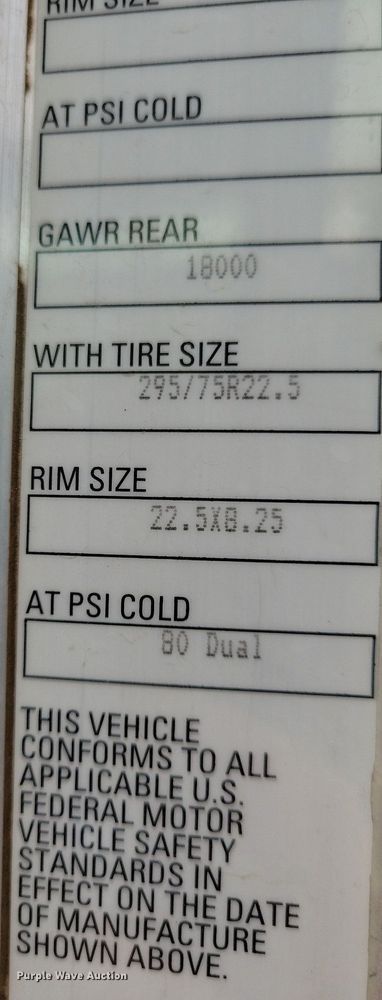 RIM SIZE
AT PSI COLD
GAWR REAR
18000
WITH TIRE SIZE
295/75R22.5
RIM SIZE
22.5X8.25
AT PSI COLD
80 Dual
THIS VEHICLE
CONFORMS TO ALL
APPLICABLE U.S.
FEDERAL MOTOR
VEHICLE SAFETY
STANDARDS IN
EFFECT ON THE DATE
OF MANUFACTURE
SHOWN ABOVE.
Purple Wave Auction